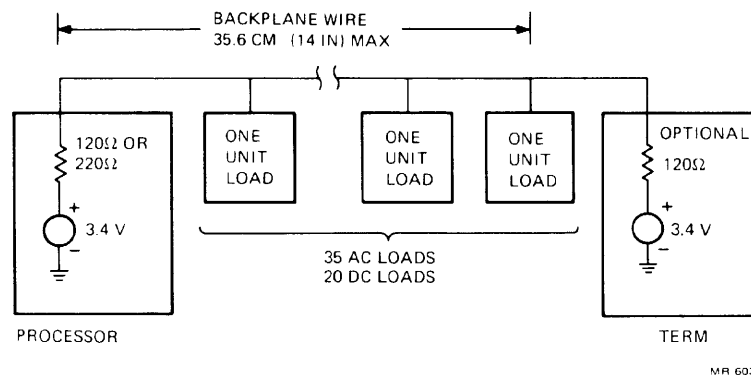 BACKPLANE WIRE
35.6 CM (14 IN) MAX
120Ω OR
220Ω
+
3.4 V
−
PROCESSOR
ONE
UNIT
LOAD
ONE
UNIT
LOAD
ONE
UNIT
LOAD
35 AC LOADS
20 DC LOADS
OPTIONAL
120Ω
+
3.4 V
−
TERM